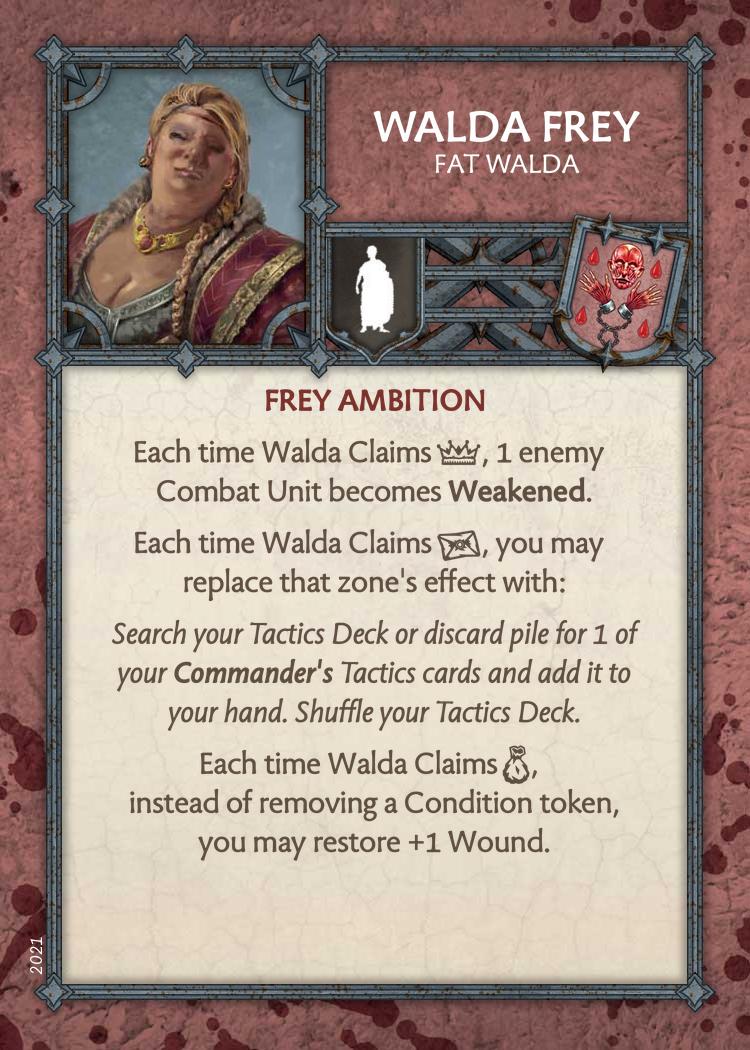 WALDA FREY
FAT WALDA
FREY AMBITION
Each time Walda Claims , 1 enemy
Combat Unit becomes Weakened.
Each time Walda Claims , you may
replace that zone's effect with:
Search your Tactics Deck or discard pile for 1 of
your Commander's Tactics cards and add it to
your hand. Shuffle your Tactics Deck.
Each time Walda Claims ,
instead of removing a Condition token,
you may restore +1 Wound.
2021